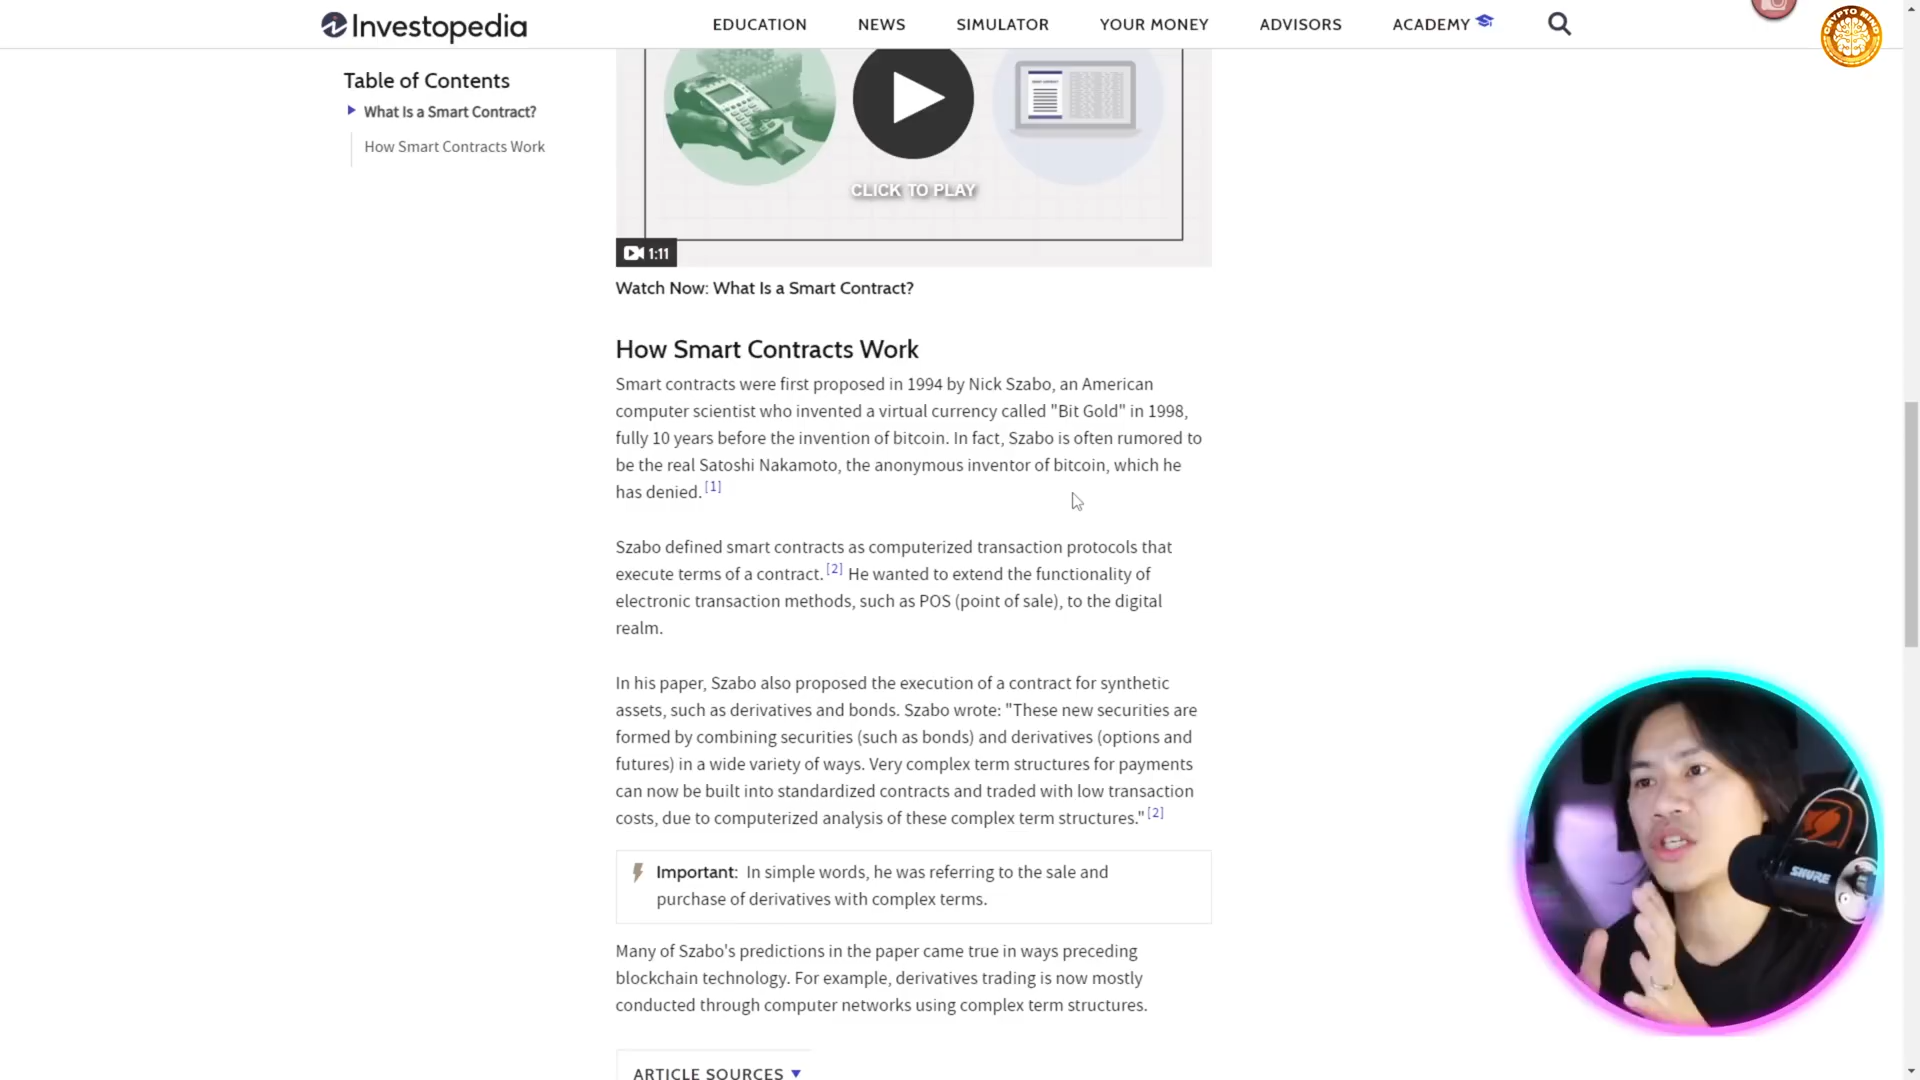 Investopedia
EDUCATION NEWS SIMULATOR YOUR MONEY ADVISORS ACADEMY
CRYPTO MIND
Table of Contents
What Is a Smart Contract?
How Smart Contracts Work
CLICK TO PLAY
1:11
Watch Now: What Is a Smart Contract?
How Smart Contracts Work
Smart contracts were first proposed in 1994 by Nick Szabo, an American
computer scientist who invented a virtual currency called "Bit Gold" in 1998,
fully 10 years before the invention of bitcoin. In fact, Szabo is often rumored to
be the real Satoshi Nakamoto, the anonymous inventor of bitcoin, which he
has denied. [1]
Szabo defined smart contracts as computerized transaction protocols that
execute terms of a contract. [2] He wanted to extend the functionality of
electronic transaction methods, such as POS (point of sale), to the digital
realm.
In his paper, Szabo also proposed the execution of a contract for synthetic
assets, such as derivatives and bonds. Szabo wrote: "These new securities are
formed by combining securities (such as bonds) and derivatives (options and
futures) in a wide variety of ways. Very complex term structures for payments
can now be built into standardized contracts and traded with low transaction
costs, due to computerized analysis of these complex term structures." [2]
Important: In simple words, he was referring to the sale and
purchase of derivatives with complex terms.
Many of Szabo's predictions in the paper came true in ways preceding
blockchain technology. For example, derivatives trading is now mostly
conducted through computer networks using complex term structures.
ARTICLE SOURCES
SHURE